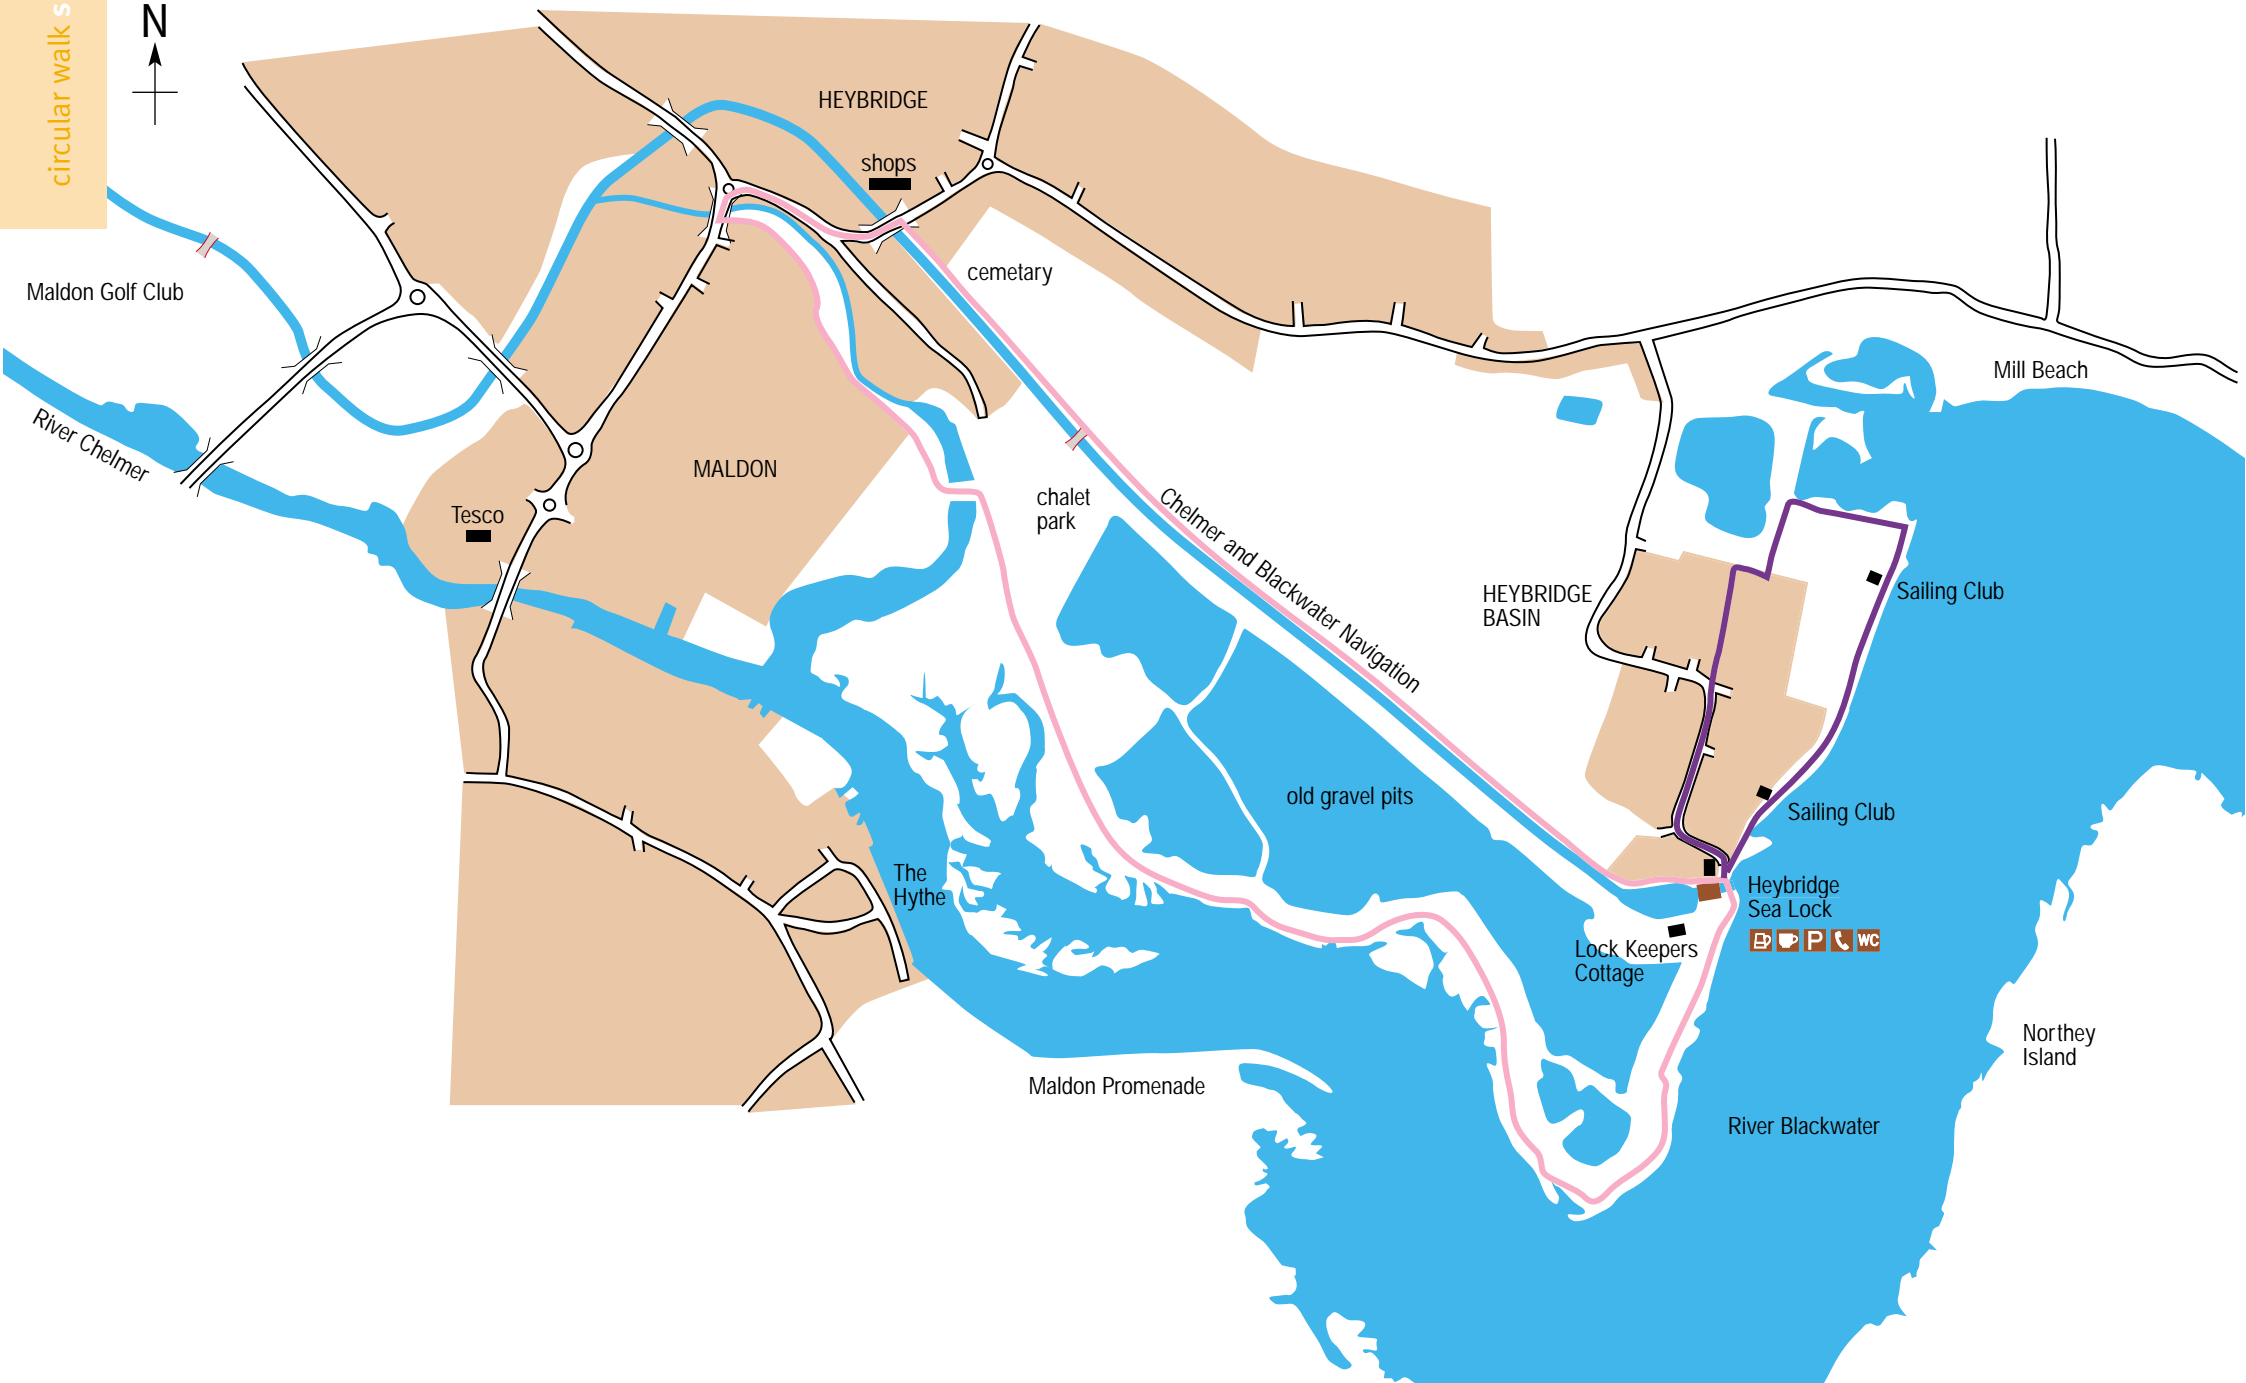 circular walk s
N
HEYBRIDGE
shops
cemetary
Maldon Golf Club
River Chelmer
Mill Beach
MALDON
Tesco
chalet
park
Chelmer and Blackwater Navigation
HEYBRIDGE
BASIN
Sailing Club
old gravel pits
Sailing Club
The
Hythe
Heybridge
Sea Lock
P
WC
Lock Keepers
Cottage
Northey
Island
Maldon Promenade
River Blackwater